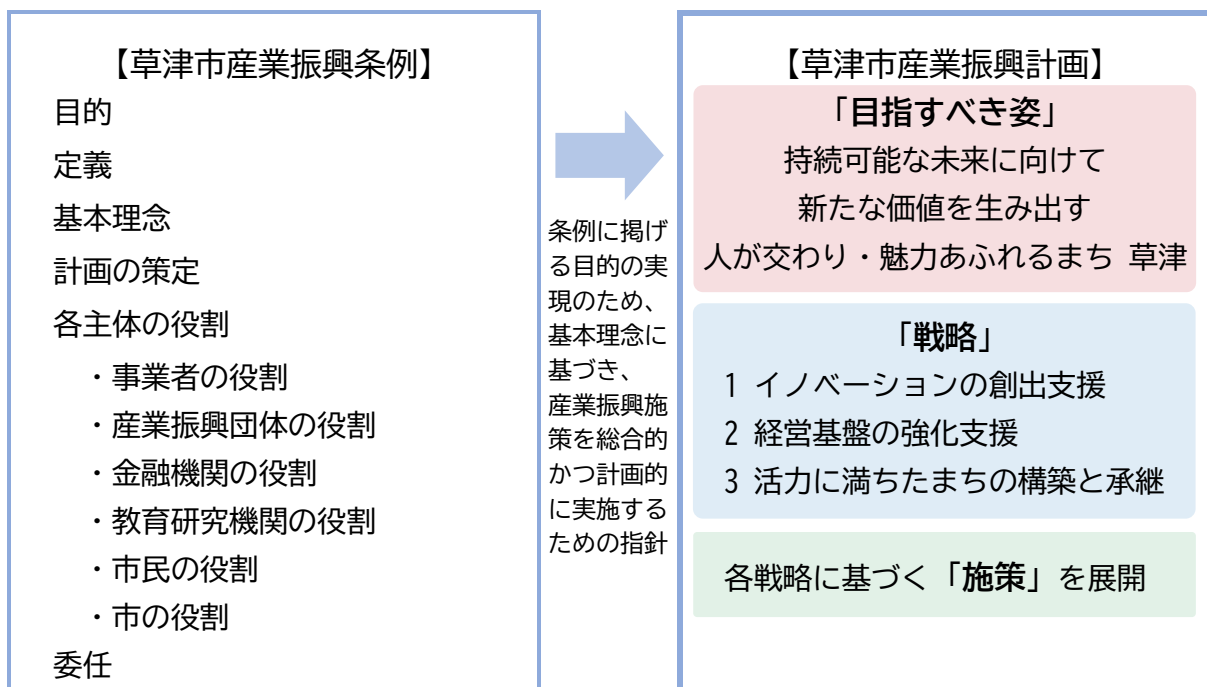 【草津市産業振興条例】
目的
定義
基本理念
計画の策定
各主体の役割
・事業者の役割
・産業振興団体の役割
・金融機関の役割
・教育研究機関の役割
・市民の役割
・市の役割
委任
条例に掲げ
る目的の実
現のため、
基本理念に
基づき、
産業振興施
策を総合的
かつ計画的
に実施する
ための指針
【草津市産業振興計画】
「目指すべき姿」
持続可能な未来に向けて
新たな価値を生み出す
人が交わり・魅力あふれるまち 草津
「戦略」
1 イノベーションの創出支援
2 経営基盤の強化支援
3 活力に満ちたまちの構築と承継
各戦略に基づく「施策」を展開